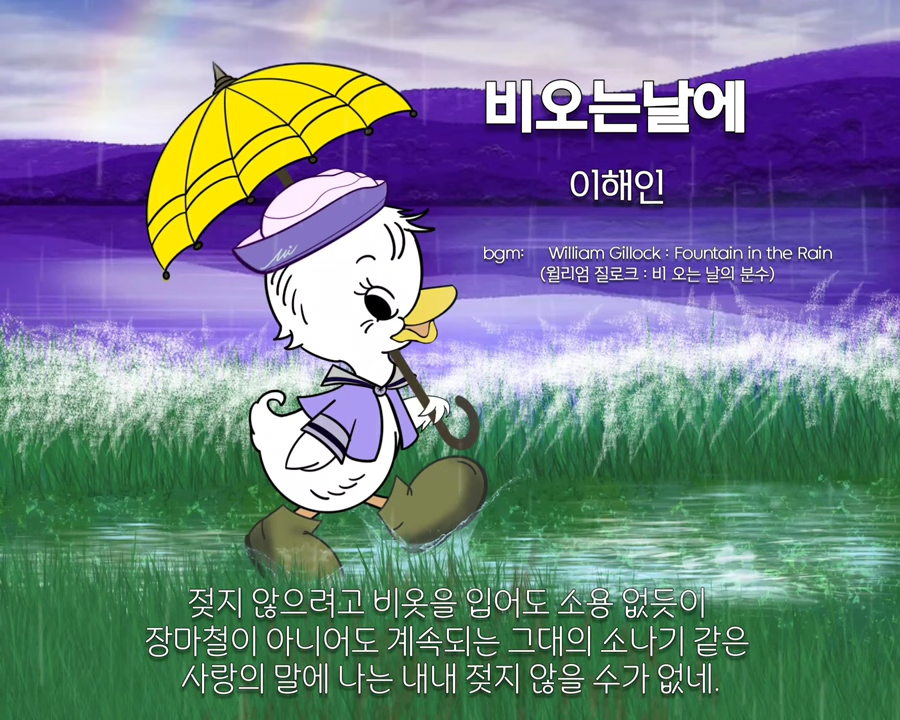 비오는날에
이해인
bgm: William Gillock : Fountain in the Rain
(윌리엄 질로크 : 비 오는 날의 분수)
젖지 않으려고 비옷을 입어도 소용 없듯이
장마철이 아니어도 계속되는 그대의 소나기 같은
사랑의 말에 나는 내내 젖지 않을 수가 없네.